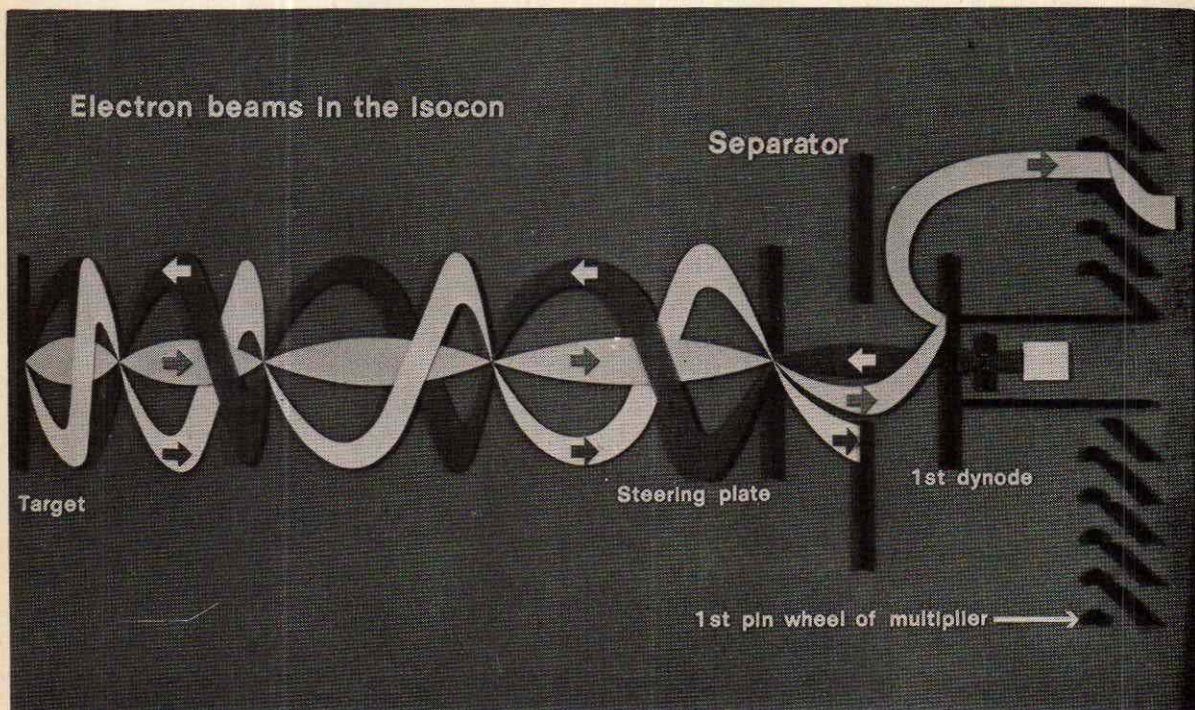 Electron beams in the Isocon
Separator
Target
Steering plate
1st dynode
1st pin wheel of multiplier